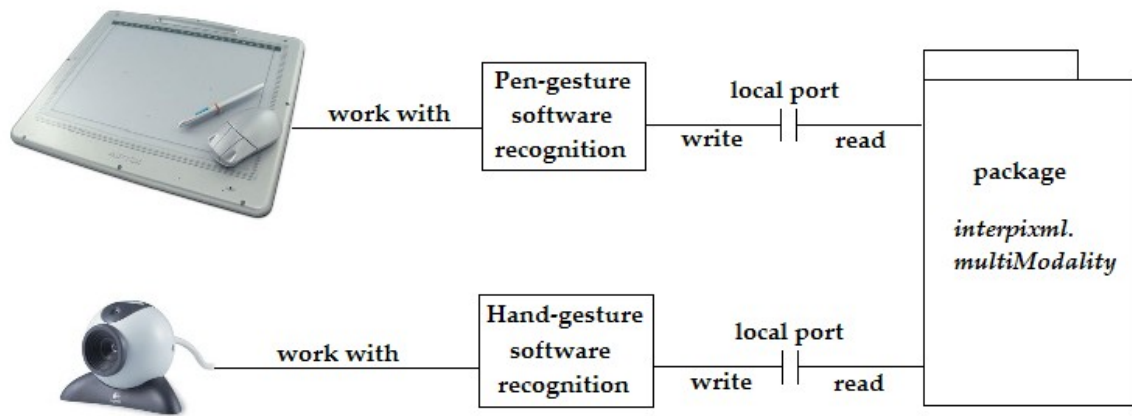 work with
Pen-gesture
software
recognition
local port
write
read
package
interpixml.
multiModality
work with
Hand-gesture
software
recognition
local port
write
read